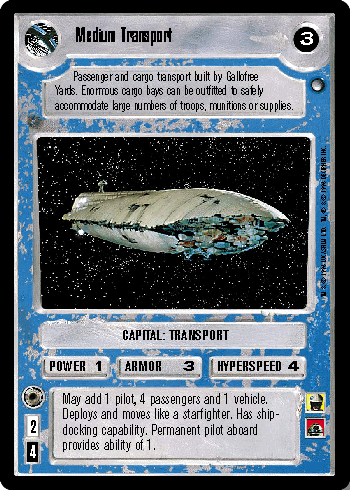 Medium Transport
3
Passenger and cargo transport built by Gallofree
Yards. Enormous cargo bays can be outfitted to safely
accommodate large numbers of troops, munitions or supplies.
CAPITAL: TRANSPORT
POWER 1
ARMOR 3
HYPERSPEED 4
May add 1 pilot, 4 passengers and 1 vehicle.
Deploys and moves like a starfighter. Has ship-
docking capability. Permanent pilot aboard
provides ability of 1.
2
4